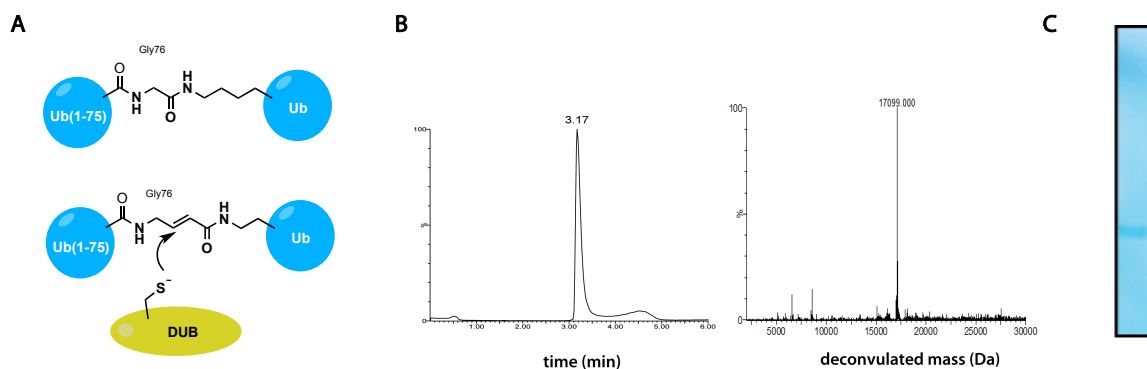 A
B
C
Gly76
O
H
N
Ub(1-75)
N
H
O
Ub
Gly76
O
H
N
Ub(1-75)
N
H
O
Ub
S
−
DUB
3.17
100
%
1.00
2.00
3.00
4.00
5.00
6.00
time (min)
17099.000
100
%
0
5000
10000
15000
20000
25000
30000
deconvulated mass (Da)